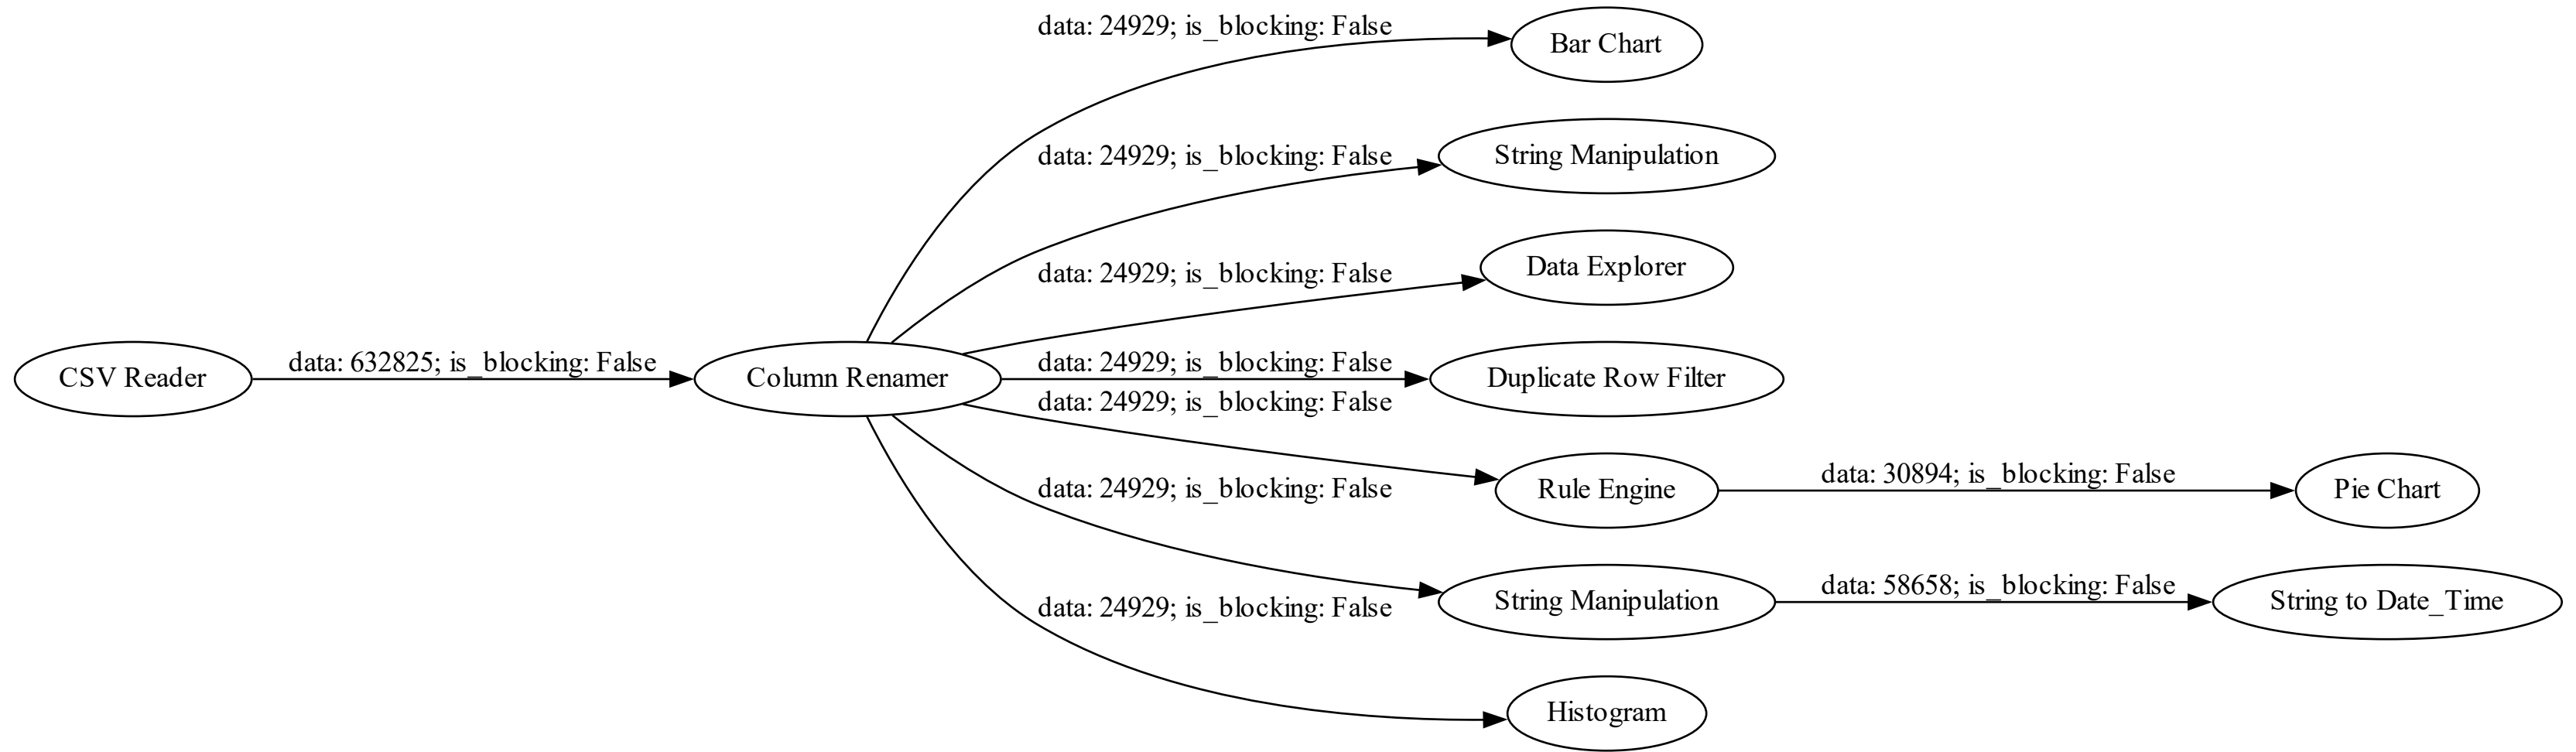 data: 24929; is_blocking: False
Bar Chart
data: 24929; is_blocking: False
String Manipulation
data: 24929; is_blocking: False
Data Explorer
CSV Reader
data: 632825; is_blocking: False
Column Renamer
data: 24929; is_blocking: False
Duplicate Row Filter
data: 24929; is_blocking: False
Rule Engine
data: 30894; is_blocking: False
Pie Chart
data: 24929; is_blocking: False
String Manipulation
data: 58658; is_blocking: False
String to Date_Time
data: 24929; is_blocking: False
Histogram